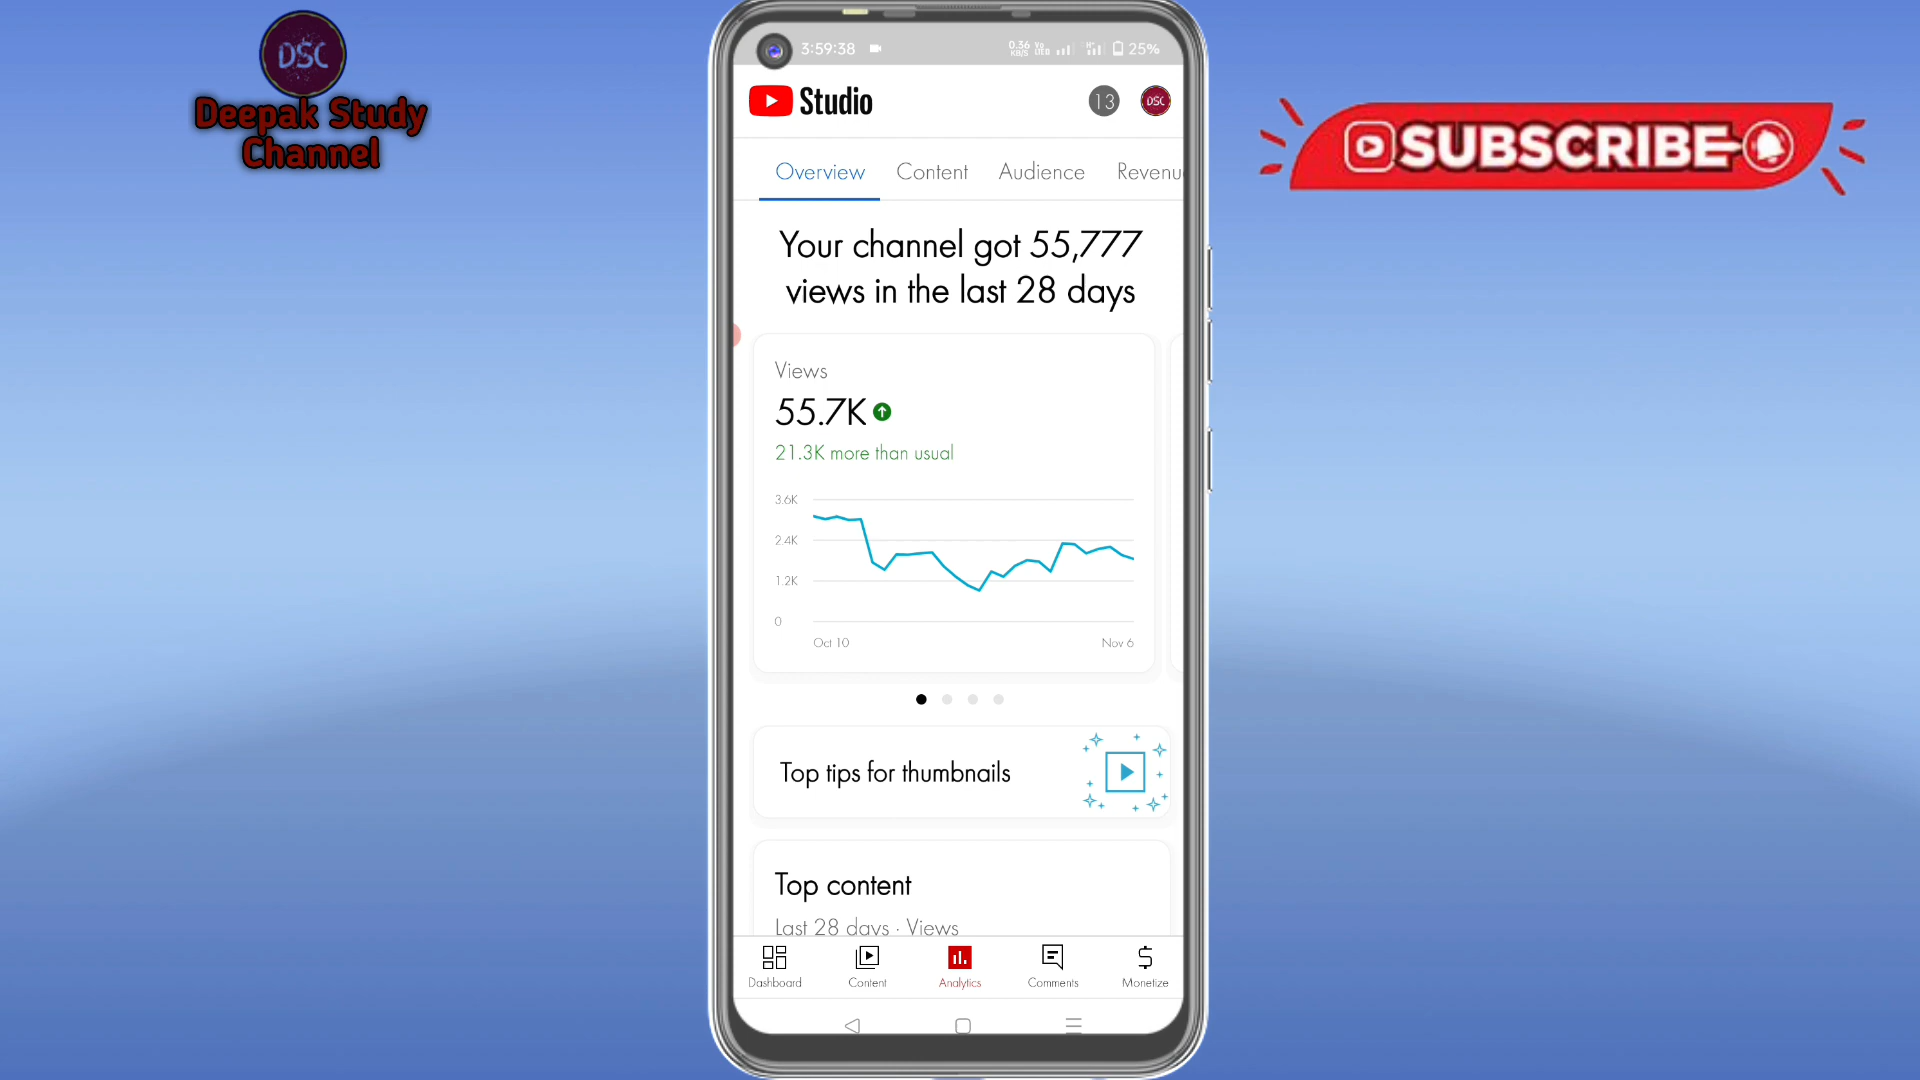 DSC
Deepak Study
Channel
SUBSCRIBE
3:59:38
0.36 KB/S
25%
Studio
13
DSC
Overview Content Audience Revenu
Your channel got 55,777
views in the last 28 days
Views
55.7K
21.3K more than usual
3.6K
2.4K
1.2K
0
Oct 10 Nov 6
Top tips for thumbnails
Top content
Last 28 days · Views
Dashboard Content Analytics Comments Monetize